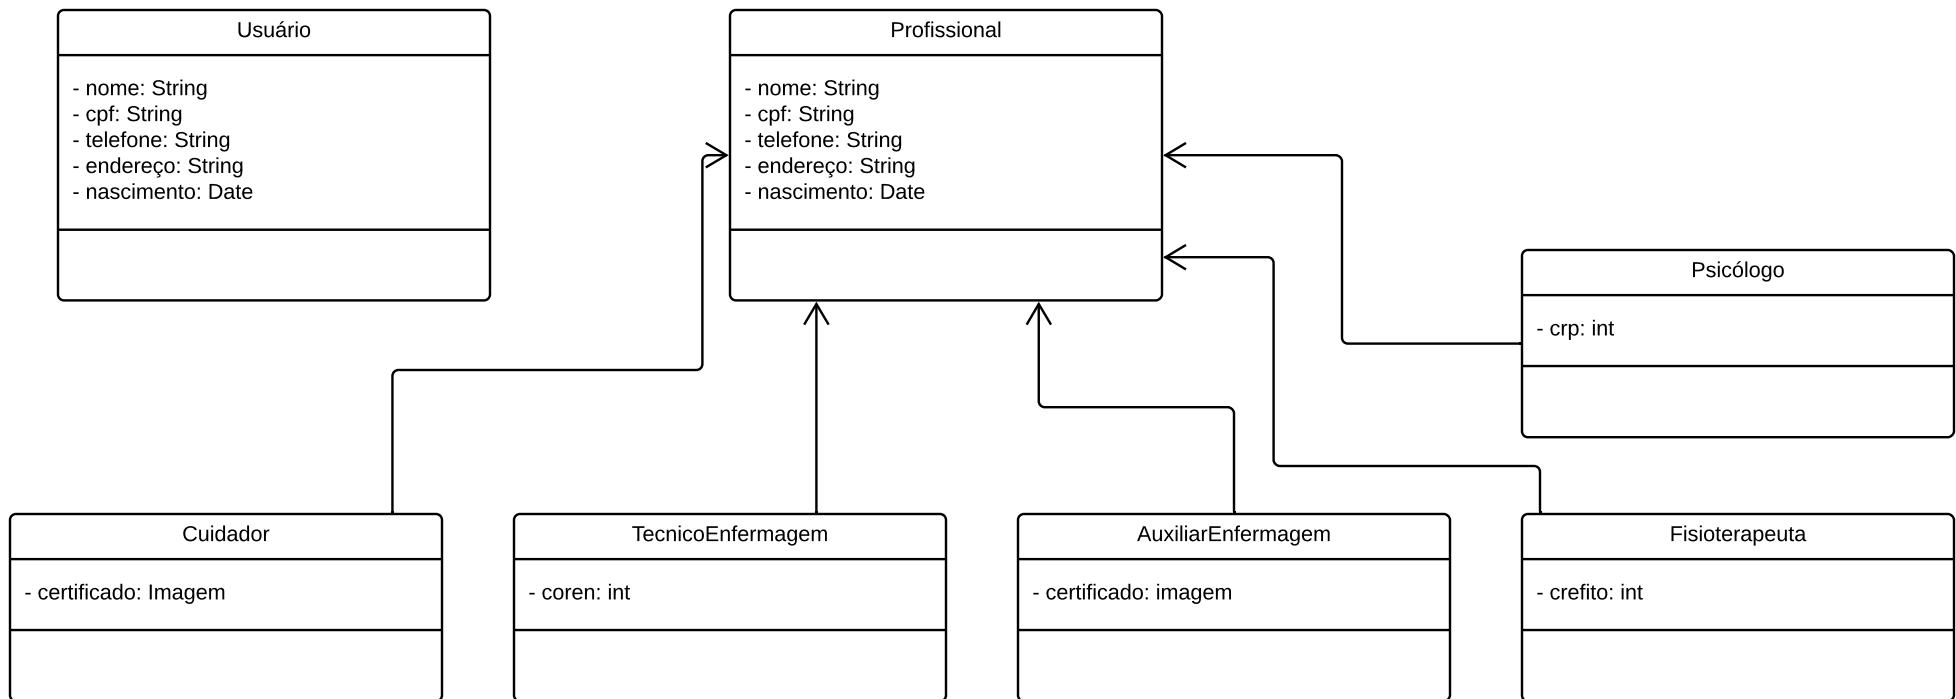 Usuário
- nome: String
- cpf: String
- telefone: String
- endereço: String
- nascimento: Date
Profissional
- nome: String
- cpf: String
- telefone: String
- endereço: String
- nascimento: Date
Psicólogo
- crp: int
Cuidador
- certificado: Imagem
TecnicoEnfermagem
- coren: int
AuxiliarEnfermagem
- certificado: imagem
Fisioterapeuta
- crefito: int